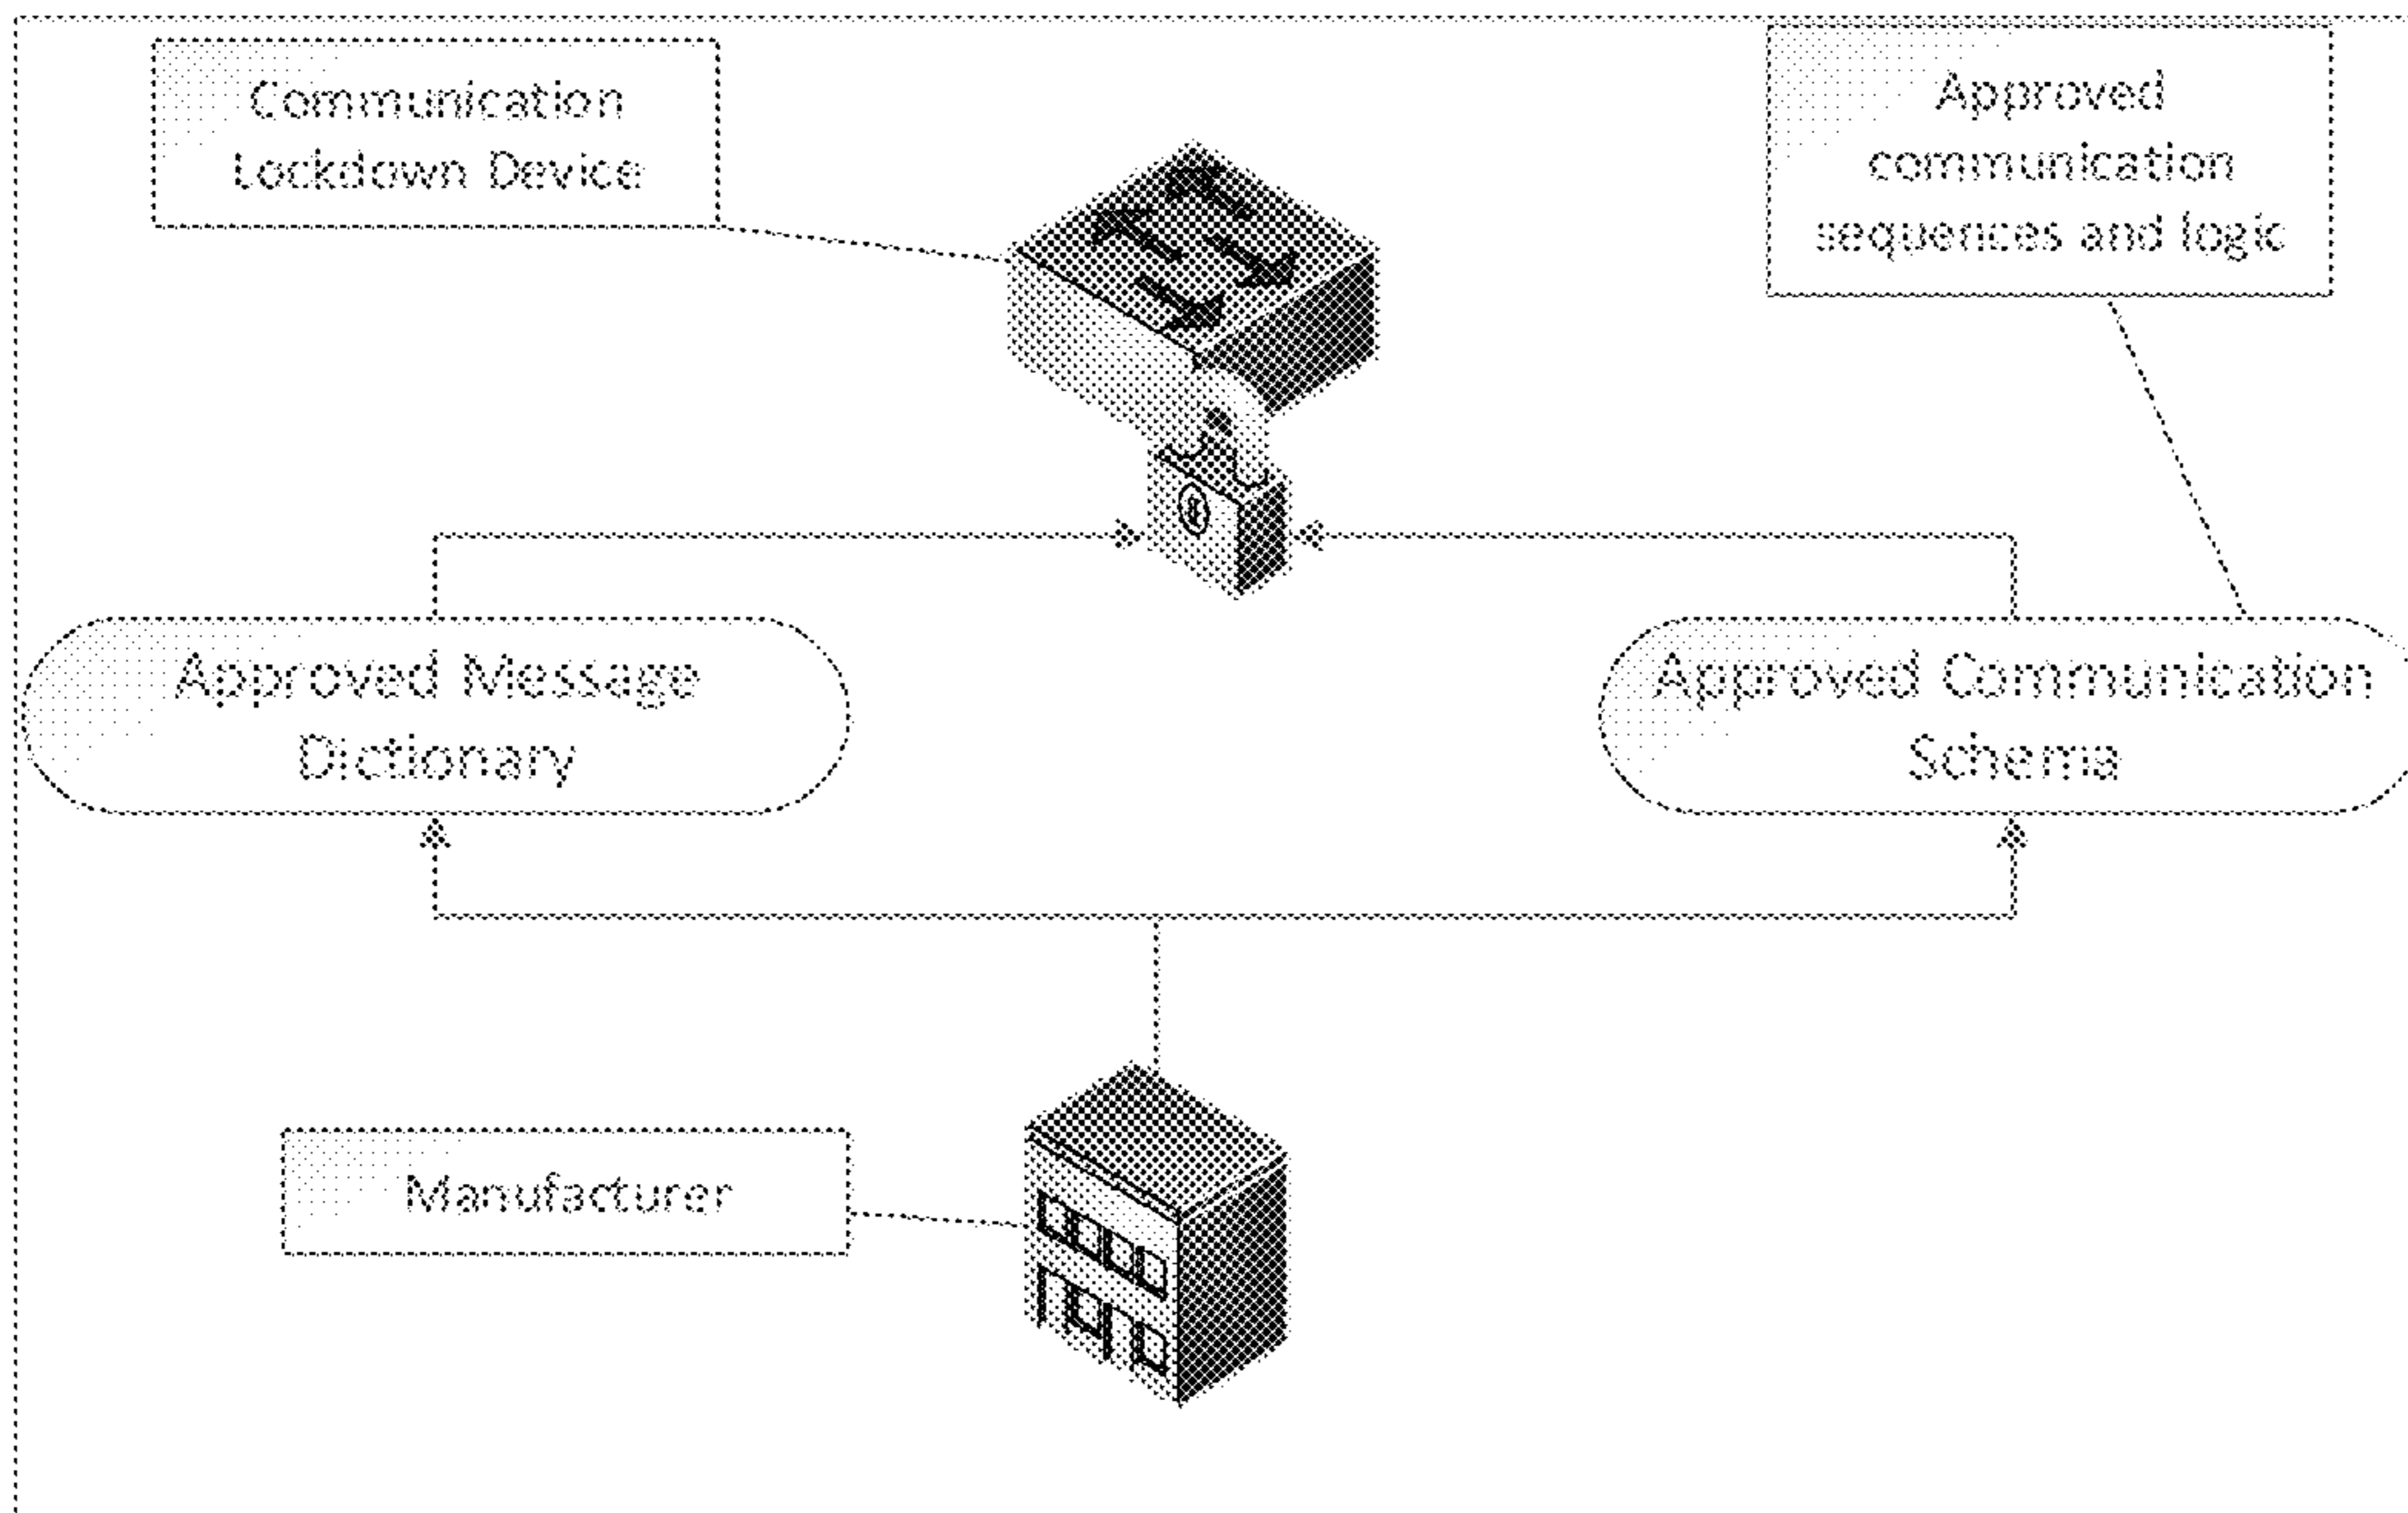 Communication
Lockdown Device
Approved
communication
sequences and logic
Approved Message
Dictionary
Approved Communication
Schema
Manufacturer